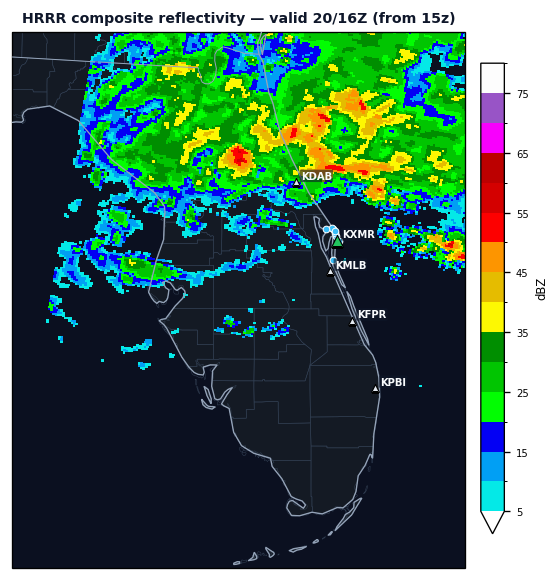 HRRR composite reflectivity — valid 20/16Z (from 15z)
KDAB
KXMR
KMLB
KFPR
KPBI
75
65
55
45
35
25
15
5
dBZ